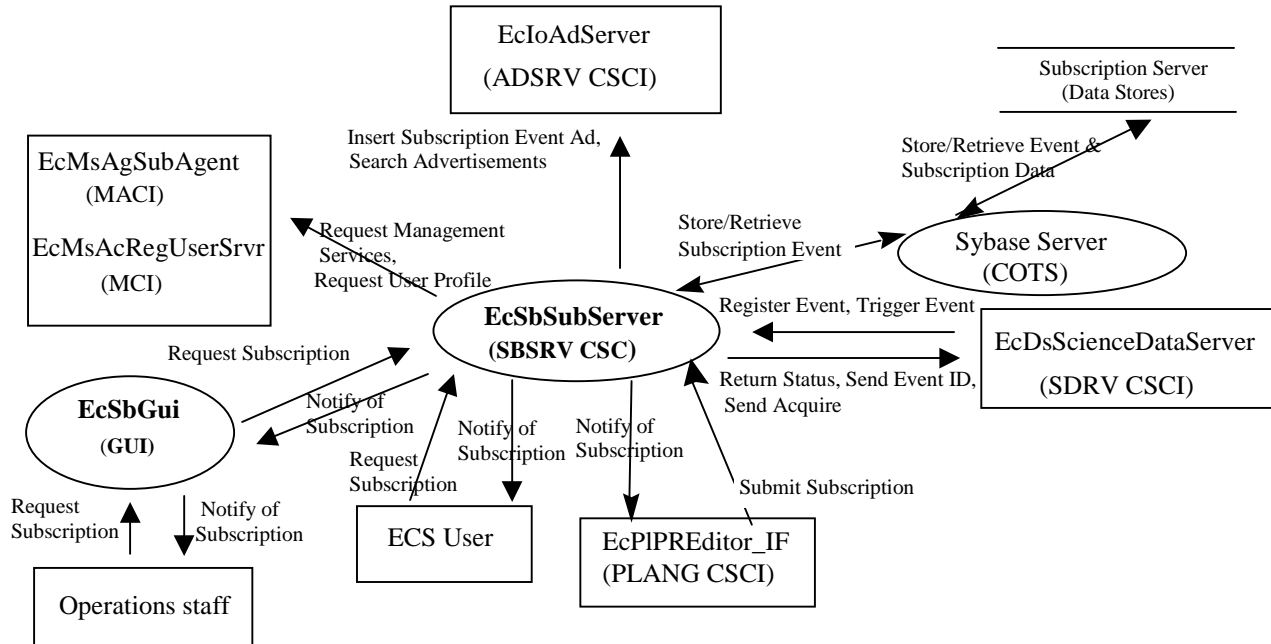 EcIoAdServer
(ADSRV CSCI)
Subscription Server
(Data Stores)
Insert Subscription Event Ad,
Search Advertisements
Store/Retrieve Event &
Subscription Data
EcMsAgSubAgent
(MACI)
EcMsAcRegUserSrvr
(MCI)
Request Management
Services,
Request User Profile
Store/Retrieve
Subscription Event
Sybase Server
(COTS)
EcSbSubServer
(SBSRV CSC)
Register Event, Trigger Event
EcDsScienceDataServer
(SDRV CSCI)
Return Status, Send Event ID,
Send Acquire
Request Subscription
EcSbGui
(GUI)
Notify of
Subscription
Request
Subscription
Notify of
Subscription
Notify of
Subscription
Submit Subscription
Request
Subscription
Notify of
Subscription
ECS User
EcPlPREditor_IF
(PLANG CSCI)
Operations staff